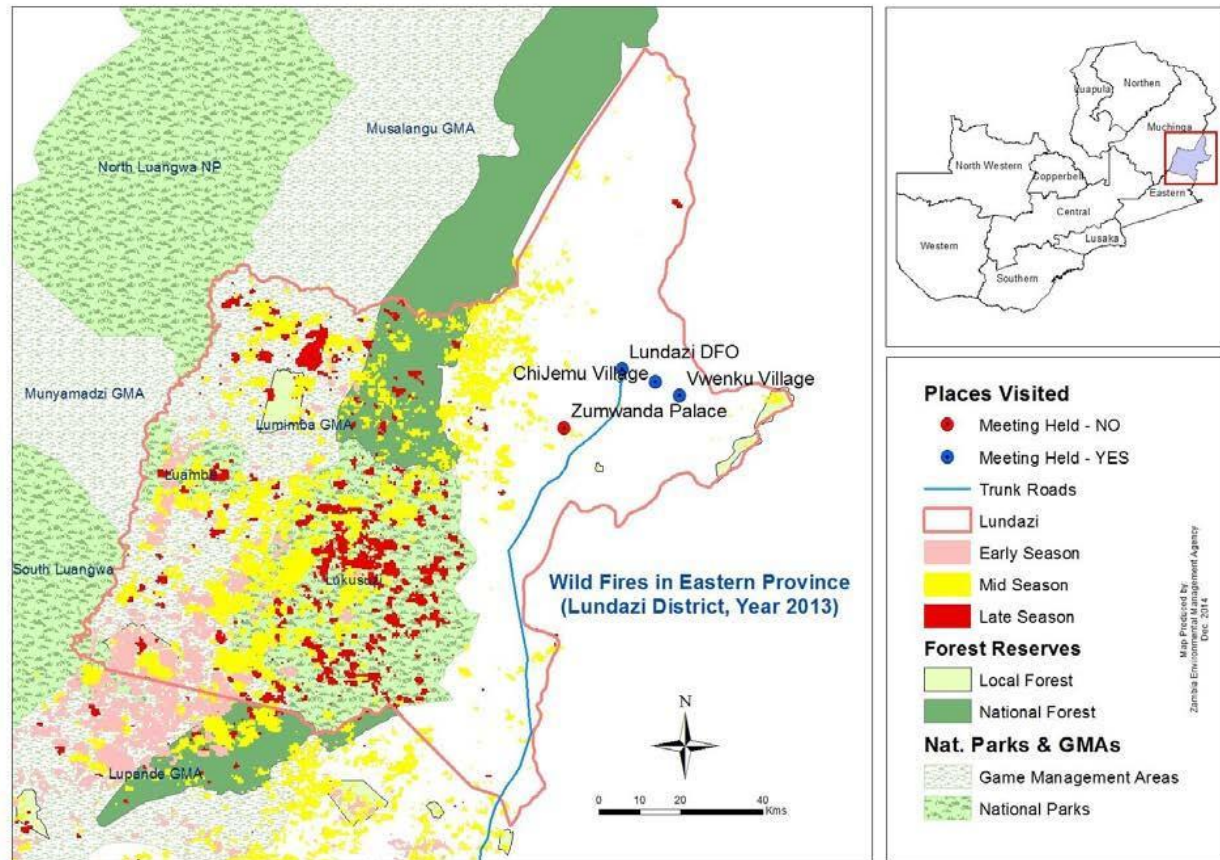 Musalangu GMA
North Luangwa NP
Munyamadzi GMA
Lumimba GMA
Luambe
South Luangwa
Lukusuzi
Lupande GMA
Lundazi DFO
ChiJemu Village
Vwenku Village
Zumwanda Palace
Wild Fires in Eastern Province
(Lundazi District, Year 2013)
N
0 10 20 40
Kms
Luapula
Northen
Muchinga
North Western
Copperbelt
Eastern
Central
Lusaka
Western
Southern
Places Visited
Meeting Held - NO
Meeting Held - YES
Trunk Roads
Lundazi
Early Season
Mid Season
Late Season
Forest Reserves
Local Forest
National Forest
Nat. Parks & GMAs
Game Management Areas
National Parks
Map Produced by
Zambia Environmental Management Agency
Dec. 2014